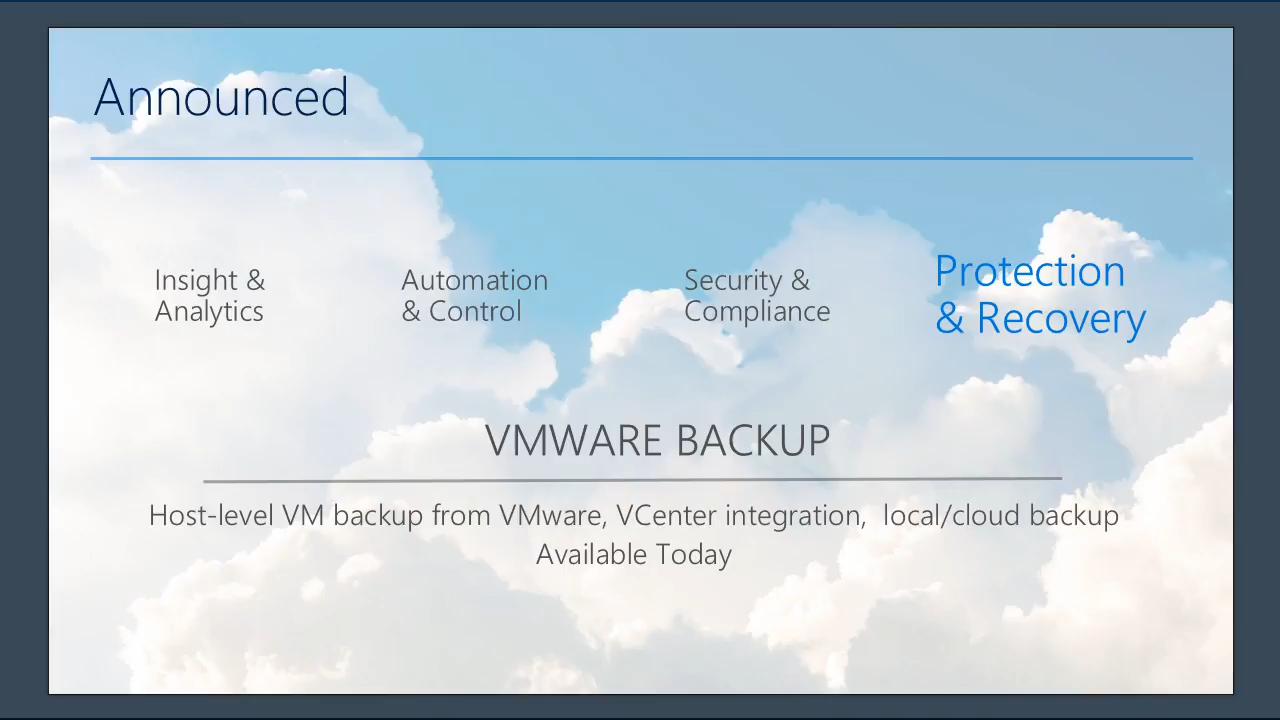 Announced
Insight &
Analytics
Automation
& Control
Security &
Compliance
Protection
& Recovery
VMWARE BACKUP
Host-level VM backup from VMware, VCenter integration,  local/cloud backup
Available Today